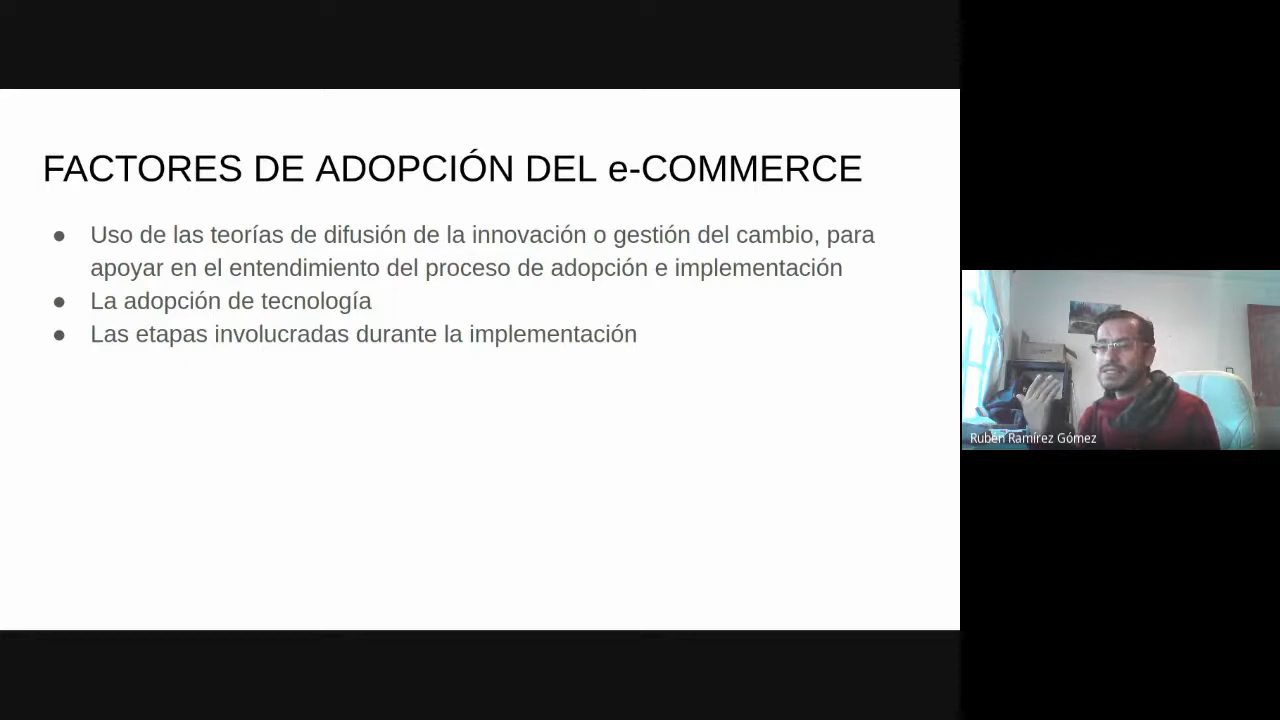 FACTORES DE ADOPCIÓN DEL e-COMMERCE
● Uso de las teorías de difusión de la innovación o gestión del cambio, para
apoyar en el entendimiento del proceso de adopción e implementación
● La adopción de tecnología
● Las etapas involucradas durante la implementación
Rubén Ramírez Gómez